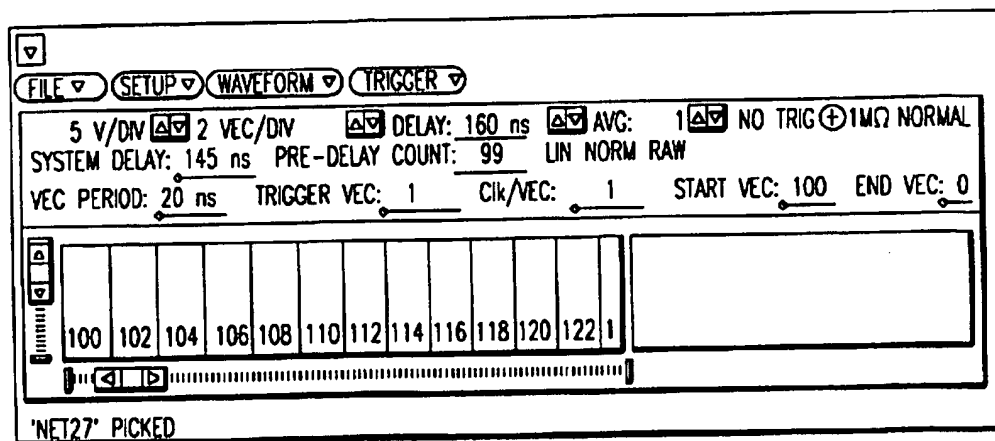 FILE SETUP WAVEFORM TRIGGER
5 V/DIV 2 VEC/DIV DELAY: 160 ns AVG: 1 NO TRIG 1MΩ NORMAL
SYSTEM DELAY: 145 ns PRE-DELAY COUNT: 99 LIN NORM RAW
VEC PERIOD: 20 ns TRIGGER VEC: 1 Clk/VEC: 1 START VEC: 100 END VEC: 0
100 102 104 106 108 110 112 114 116 118 120 122 1
'NET27' PICKED